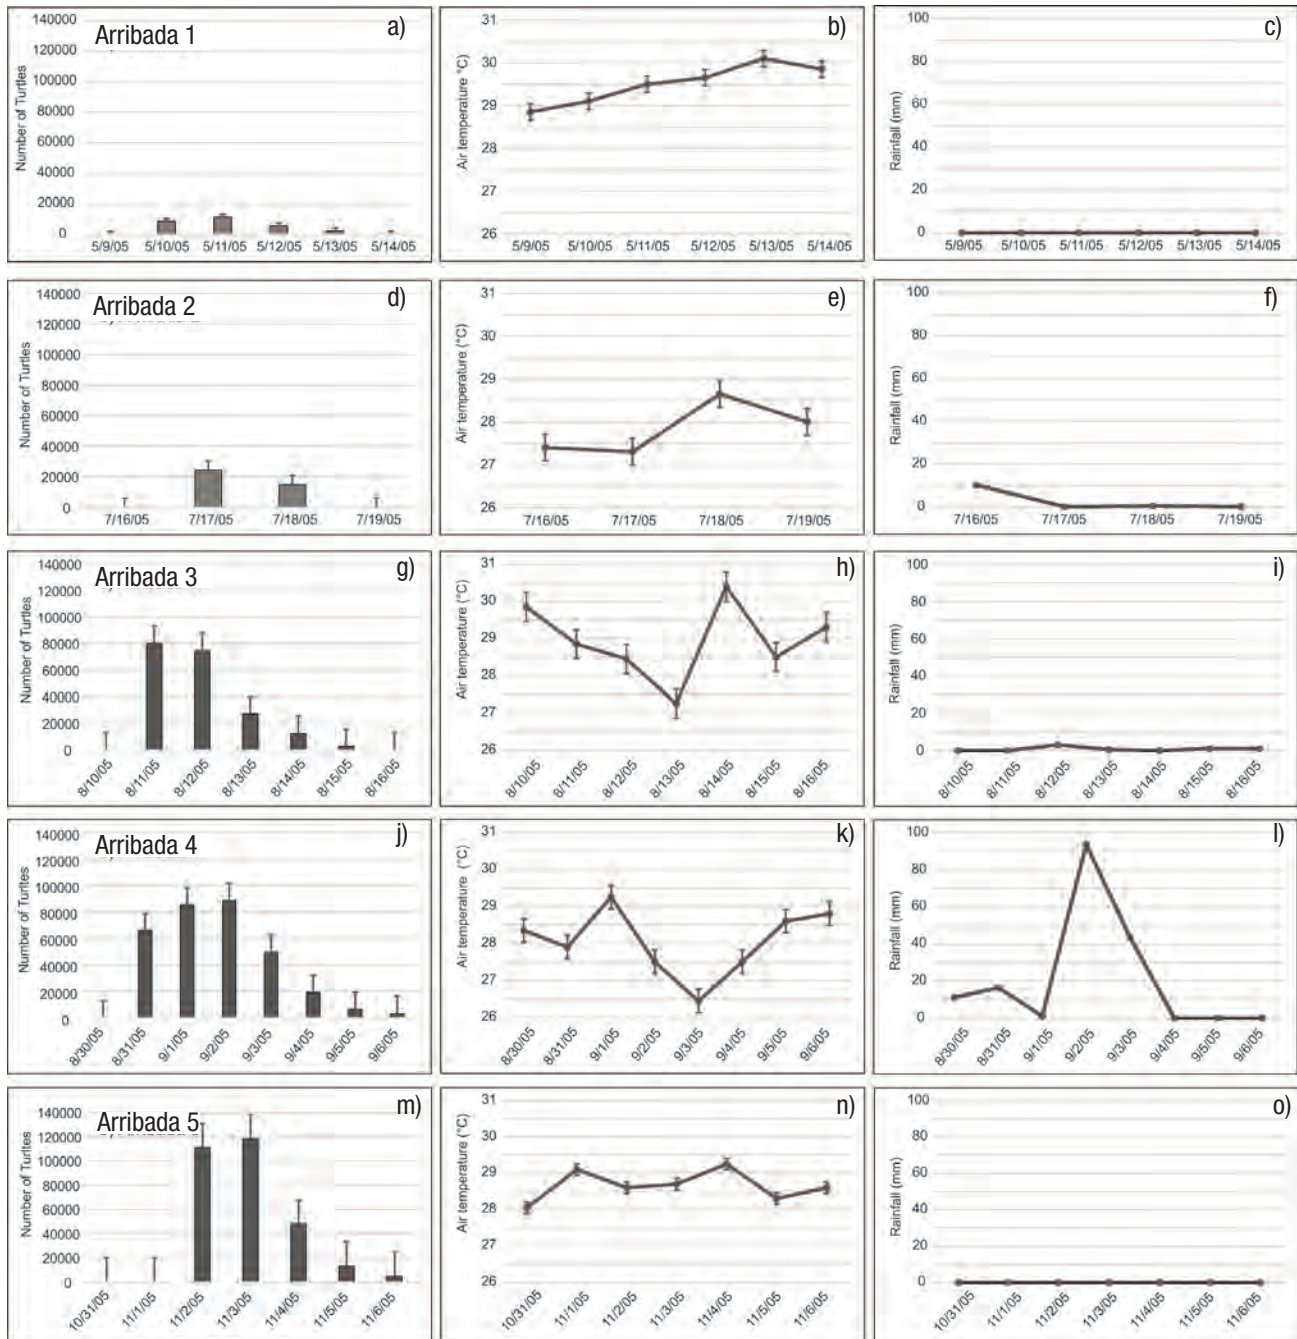 Arribada 1
a)
Number of Turtles
140000
120000
100000
80000
60000
40000
20000
0
5/9/05 5/10/05 5/11/05 5/12/05 5/13/05 5/14/05
b)
Air temperature °C
31
30
29
28
27
26
5/9/05 5/10/05 5/11/05 5/12/05 5/13/05 5/14/05
c)
Rainfall (mm)
100
80
60
40
20
0
5/9/05 5/10/05 5/11/05 5/12/05 5/13/05 5/14/05
Arribada 2
d)
Number of Turtles
140000
120000
100000
80000
60000
40000
20000
0
7/16/05 7/17/05 7/18/05 7/19/05
e)
Air temperature (°C)
31
30
29
28
27
26
7/16/05 7/17/05 7/18/05 7/19/05
f)
Rainfall (mm)
100
80
60
40
20
0
7/16/05 7/17/05 7/18/05 7/19/05
Arribada 3
g)
Number of Turtles
140000
120000
100000
80000
60000
40000
20000
0
8/10/05 8/11/05 8/12/05 8/13/05 8/14/05 8/15/05 8/16/05
h)
Air temperature (°C)
31
30
29
28
27
26
8/10/05 8/11/05 8/12/05 8/13/05 8/14/05 8/15/05 8/16/05
i)
Rainfall (mm)
100
80
60
40
20
0
8/10/05 8/11/05 8/12/05 8/13/05 8/14/05 8/15/05 8/16/05
Arribada 4
j)
Number of Turtles
140000
120000
100000
80000
60000
40000
20000
0
8/30/05 8/31/05 9/1/05 9/2/05 9/3/05 9/4/05 9/5/05 9/6/05
k)
Air temperature (°C)
31
30
29
28
27
26
8/30/05 8/31/05 9/1/05 9/2/05 9/3/05 9/4/05 9/5/05 9/6/05
l)
Rainfall (mm)
100
80
60
40
20
0
8/30/05 8/31/05 9/1/05 9/2/05 9/3/05 9/4/05 9/5/05 9/6/05
Arribada 5
m)
Number of Turtles
140000
120000
100000
80000
60000
40000
20000
0
10/31/05 11/1/05 11/2/05 11/3/05 11/4/05 11/5/05 11/6/05
n)
Air temperature (°C)
31
30
29
28
27
26
10/31/05 11/1/05 11/2/05 11/3/05 11/4/05 11/5/05 11/6/05
o)
Rainfall (mm)
100
80
60
40
20
0
10/31/05 11/1/05 11/2/05 11/3/05 11/4/05 11/5/05 11/6/05